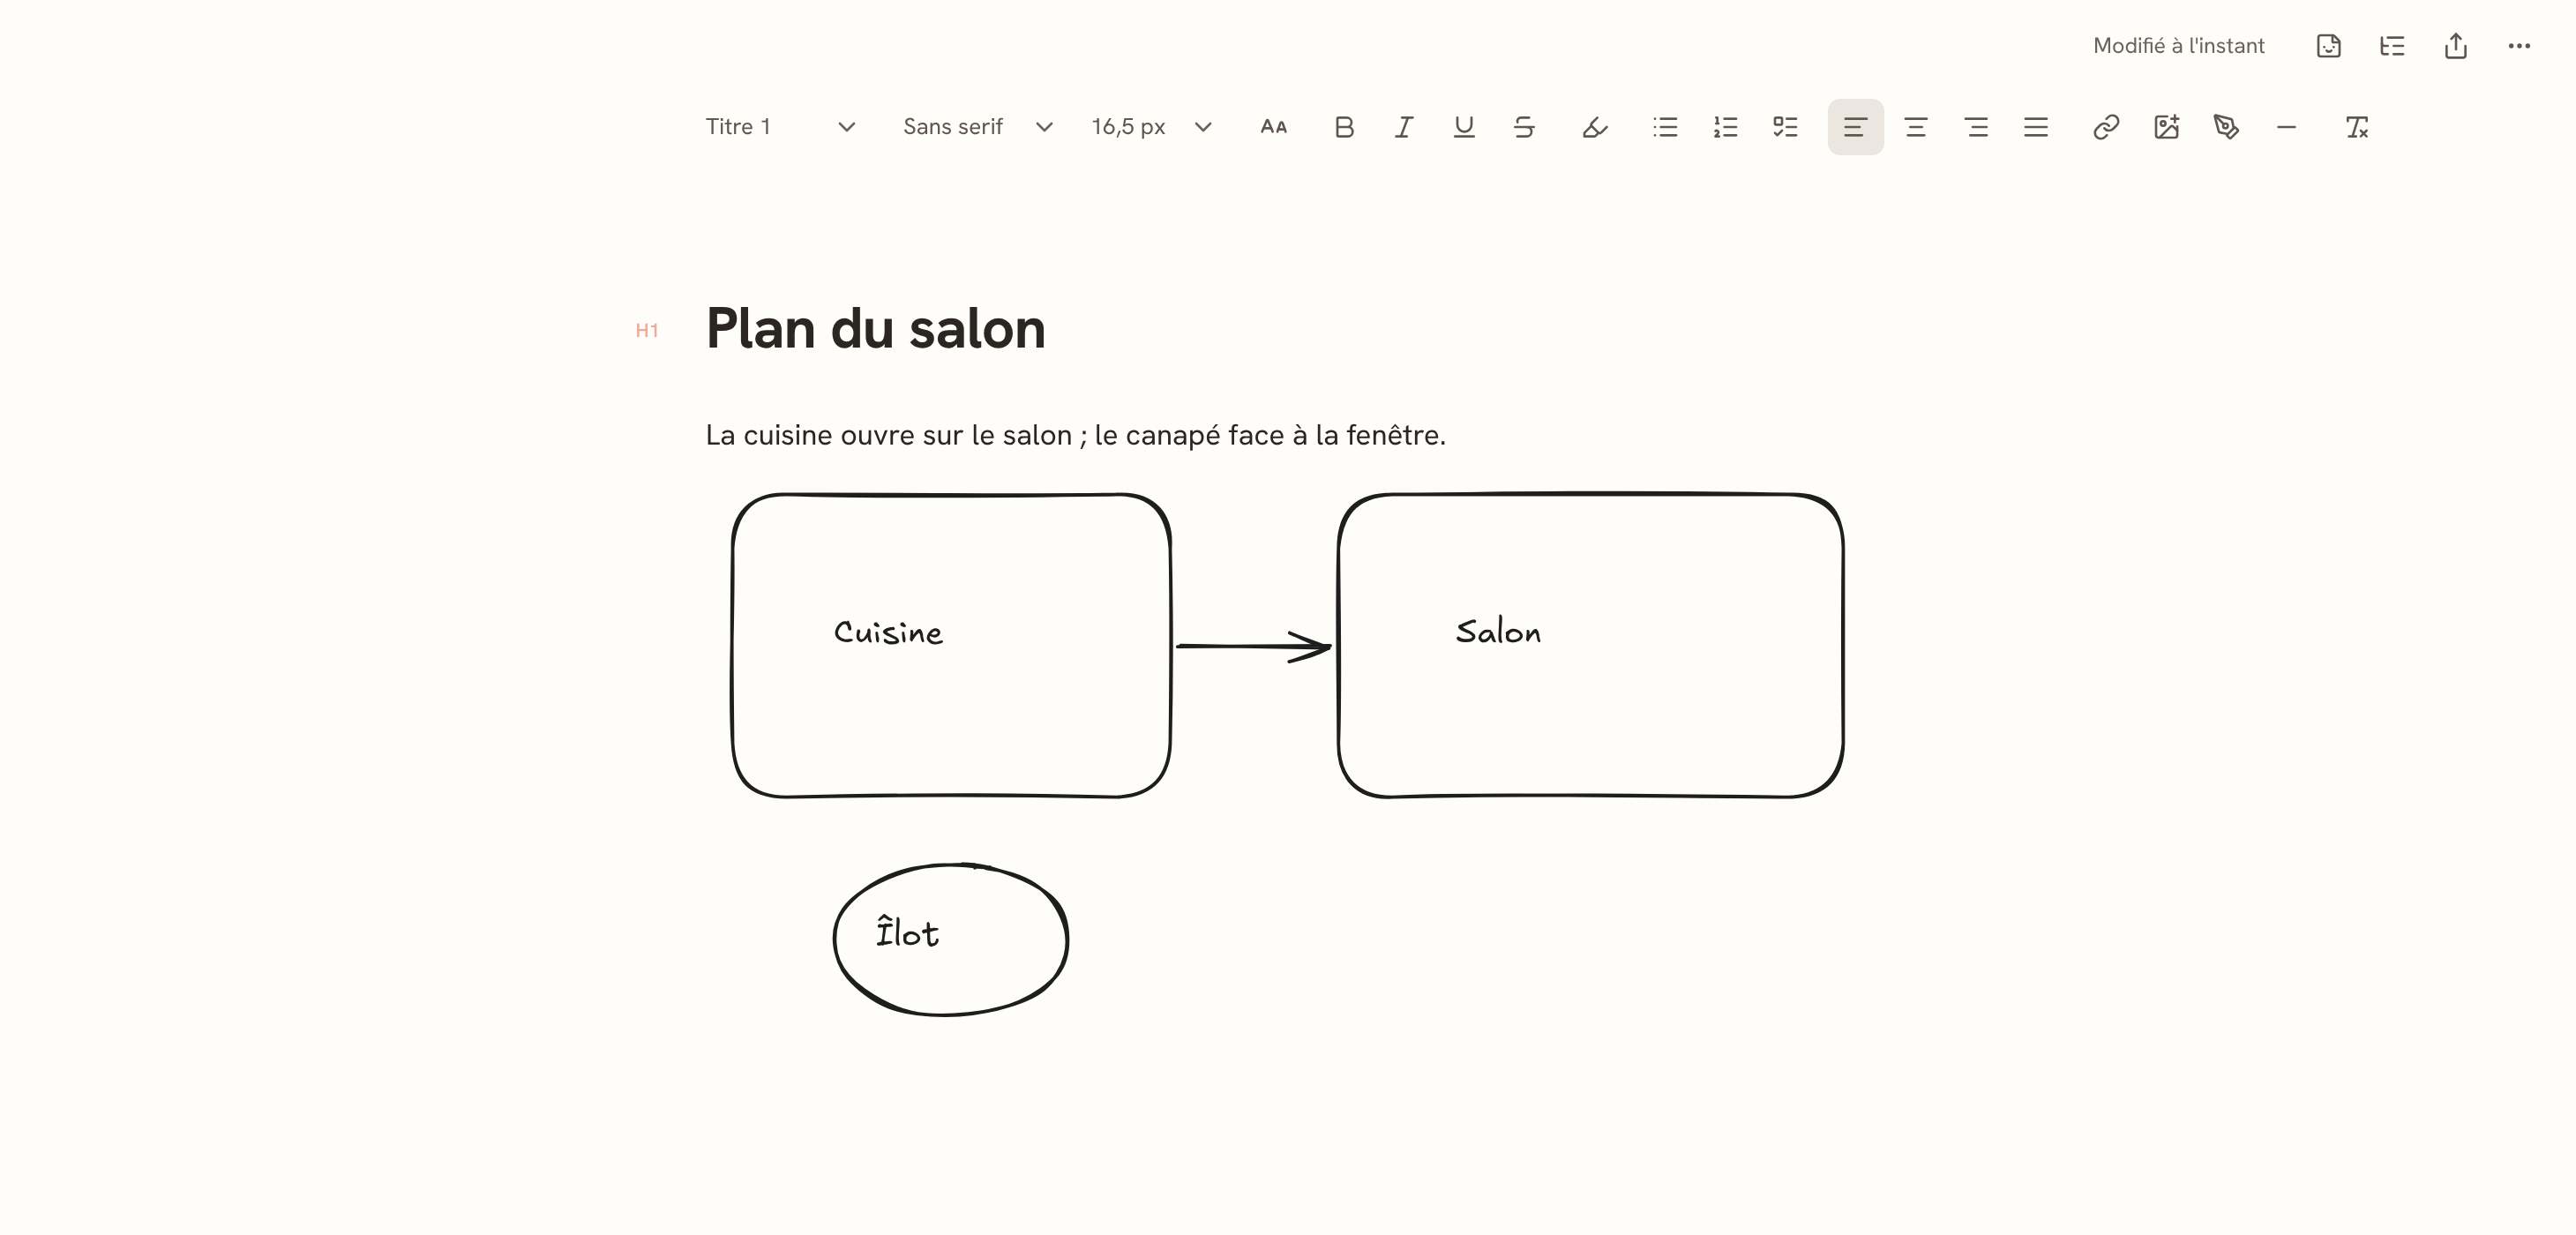 Modifié à l'instant
Titre 1 Sans serif 16,5 px
H1 Plan du salon
La cuisine ouvre sur le salon ; le canapé face à la fenêtre.
Cuisine Salon
Îlot